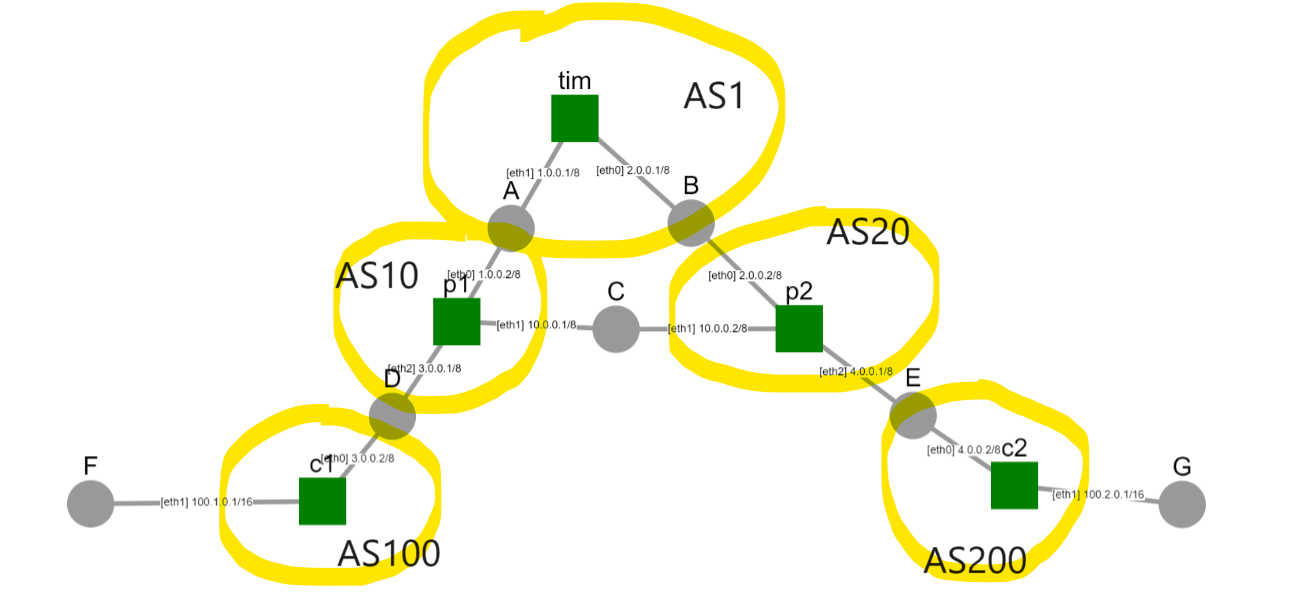 tim
AS1
[eth1] 1.0.0.1/8
[eth0] 2.0.0.1/8
A
B
AS20
AS10
[eth0] 1.0.0.2/8
[eth0] 2.0.0.2/8
p1
C
p2
[eth1] 10.0.0.1/8
[eth1] 10.0.0.2/8
[eth2] 3.0.0.1/8
[eth2] 4.0.0.1/8
D
E
[eth0] 4.0.0.2/8
c2
[eth0] 3.0.0.2/8
c1
F
G
[eth1] 100.1.0.1/16
[eth1] 100.2.0.1/16
AS100
AS200